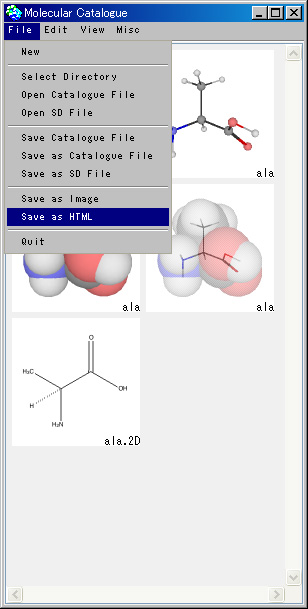 Molecular Catalogue
File Edit View Misc
New
Select Directory
Open Catalogue File
Open SD File
Save Catalogue File
Save as Catalogue File
Save as SD File
Save as Image
Save as HTML
Quit
ala
ala
ala
O
H₃C
OH
H
H₂N
ala.2D